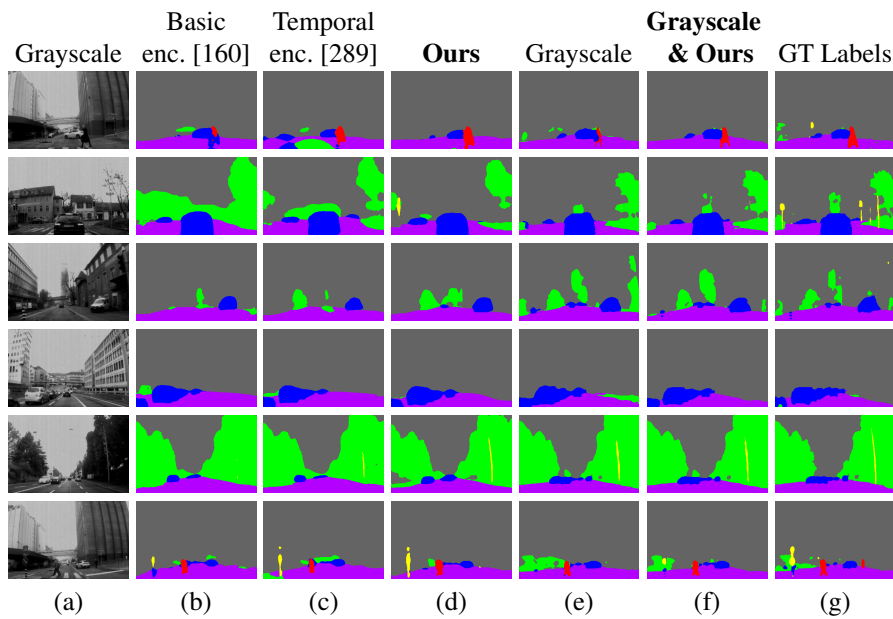 Basic Temporal Grayscale
Grayscale enc. [160] enc. [289] Ours Grayscale & Ours GT Labels
(a) (b) (c) (d) (e) (f) (g)